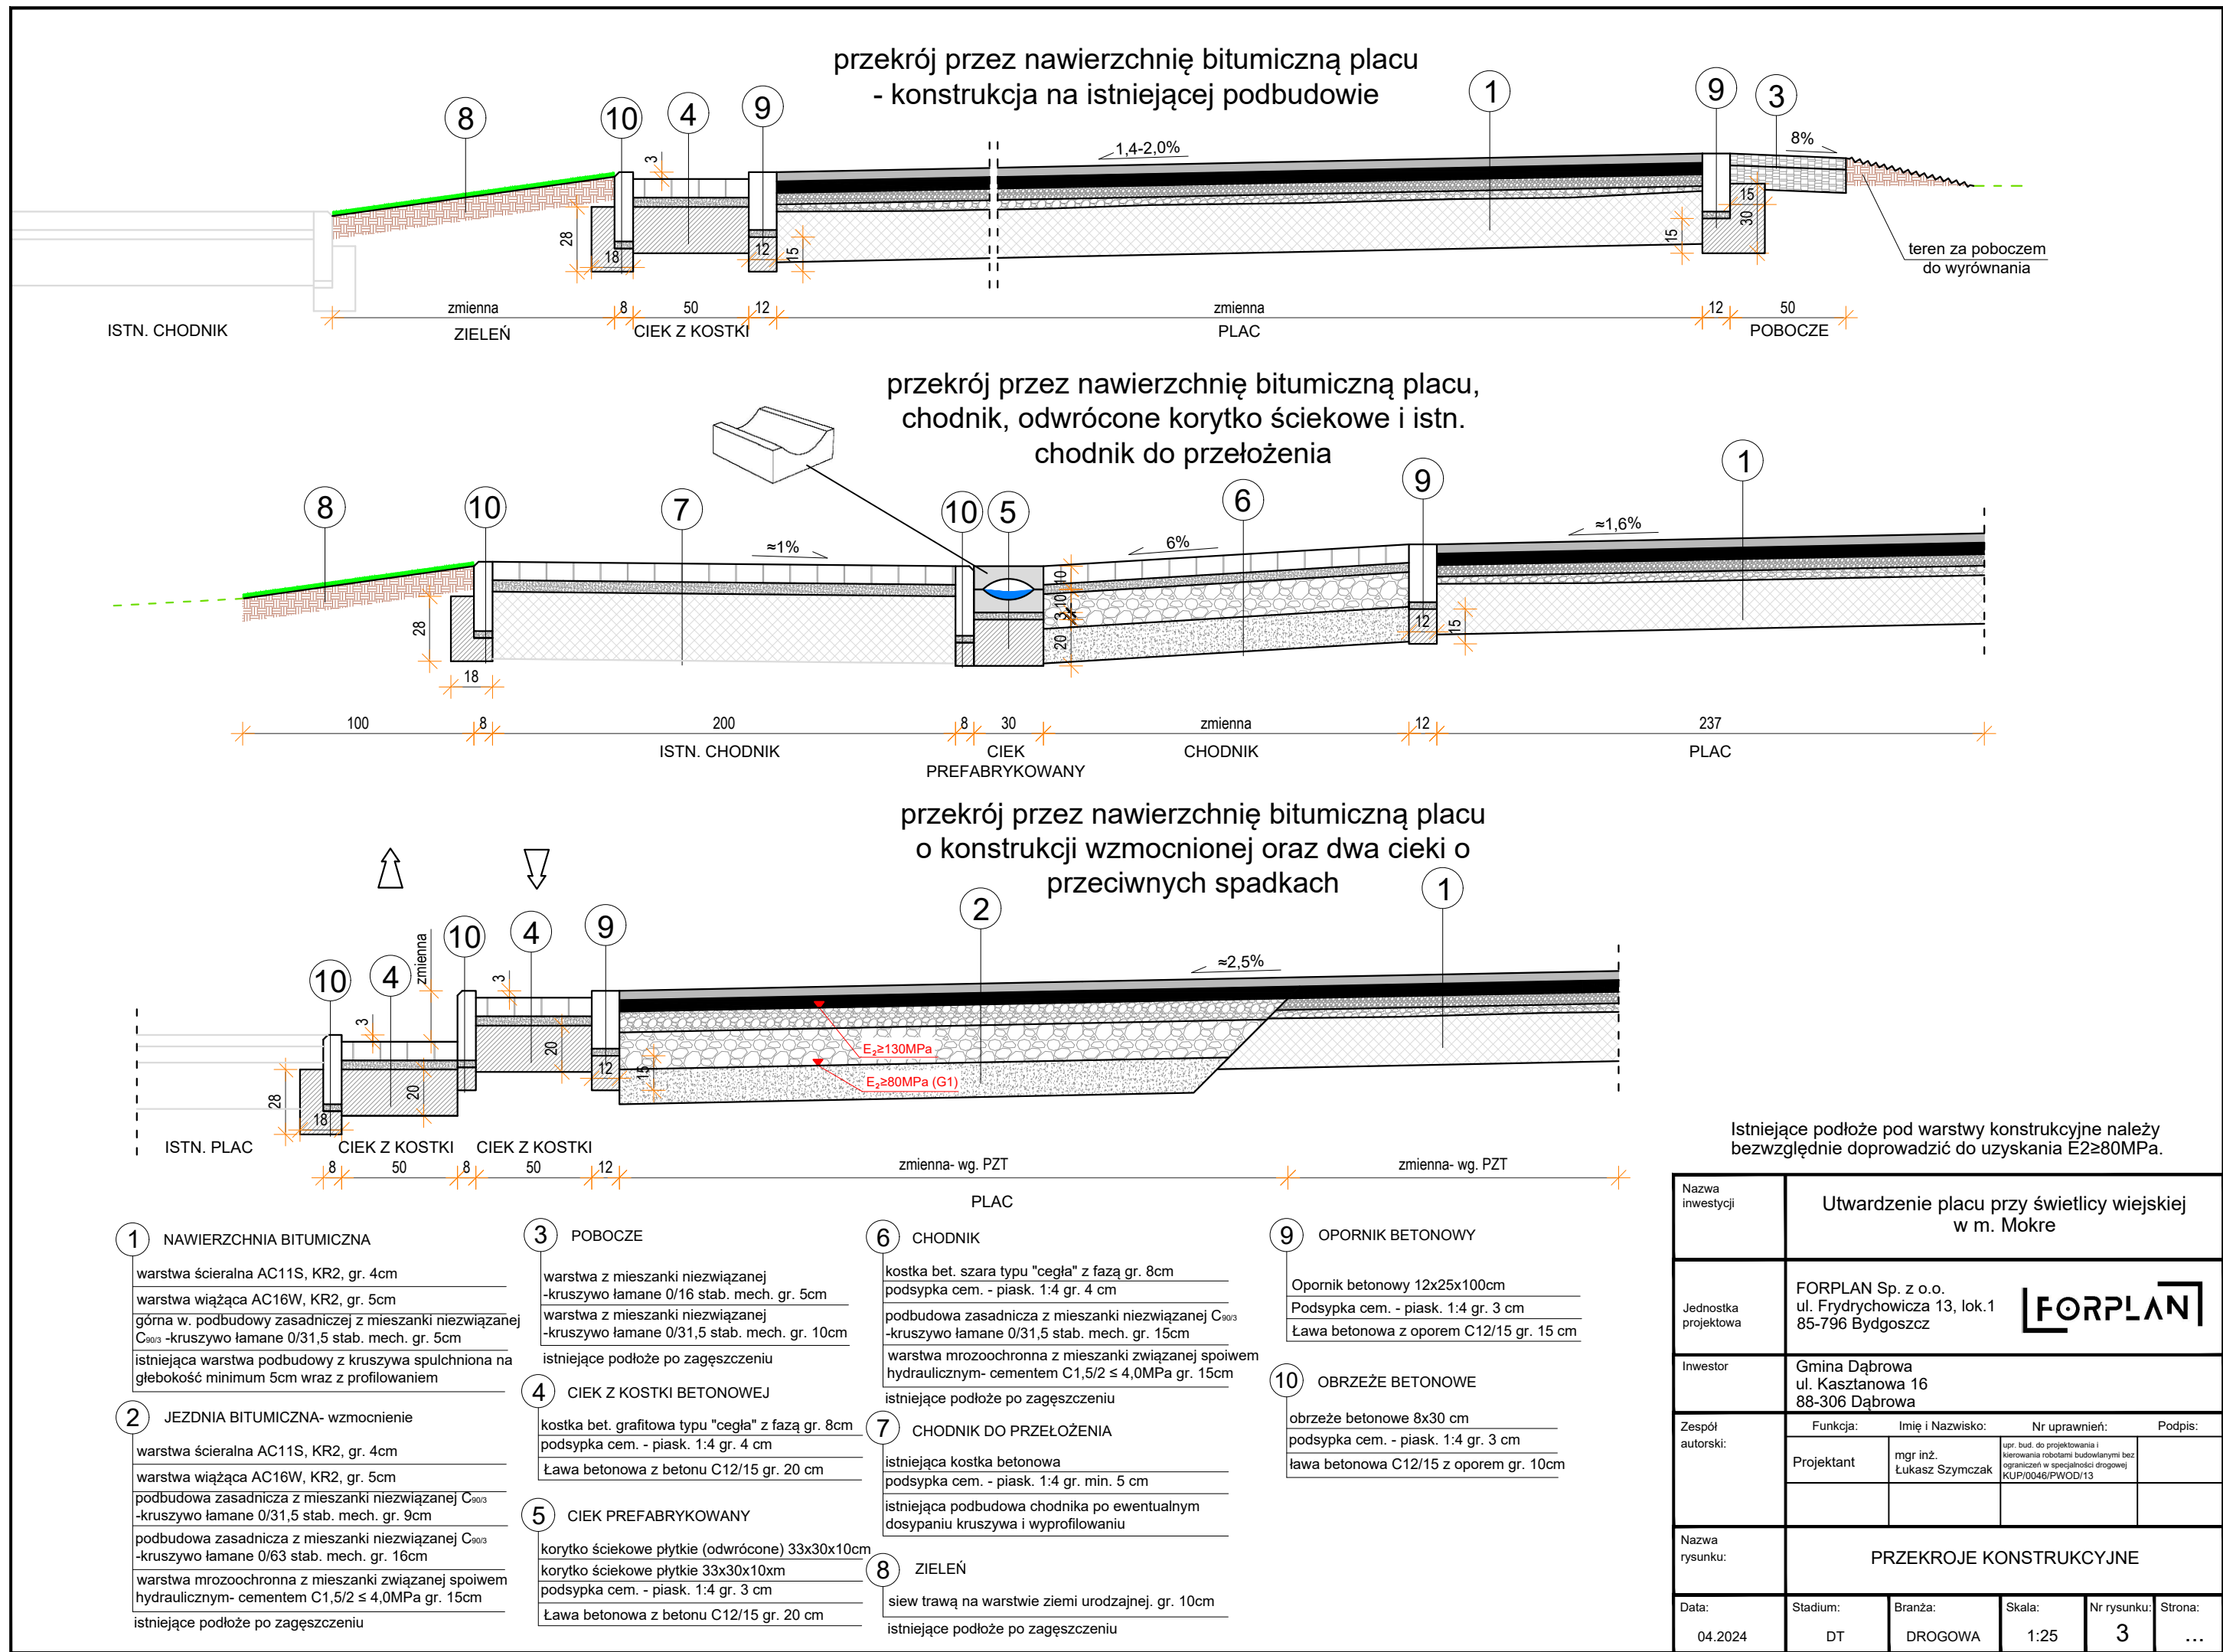 przekrój przez nawierzchnię bitumiczną placu
- konstrukcja na istniejącej podbudowie
8
10
4
9
1
9
3
3
1,4-2,0%
8%
28
18
12
15
15
15
30
teren za poboczem
do wyrównania
zmienna
8
50
12
zmienna
12
50
ISTN. CHODNIK
ZIELEŃ
CIEK Z KOSTKI
PLAC
POBOCZE
przekrój przez nawierzchnię bitumiczną placu,
chodnik, odwrócone korytko ściekowe i istn.
chodnik do przełożenia
8
10
7
10
5
6
9
1
≈1%
6%
≈1,6%
28
18
10
10
3
20
12
15
100
8
200
8
30
zmienna
12
237
ISTN. CHODNIK
CIEK
PREFABRYKOWANY
CHODNIK
PLAC
przekrój przez nawierzchnię bitumiczną placu
o konstrukcji wzmocnionej oraz dwa cieki o
przeciwnych spadkach
10
4
zmienna
10
4
9
2
1
3
3
≈2,5%
E₂≥130MPa
E₂≥80MPa (G1)
28
18
20
20
12
15
ISTN. PLAC
CIEK Z KOSTKI
CIEK Z KOSTKI
8
50
8
50
12
zmienna- wg. PZT
zmienna- wg. PZT
PLAC
1 NAWIERZCHNIA BITUMICZNA
warstwa ścieralna AC11S, KR2, gr. 4cm
warstwa wiążąca AC16W, KR2, gr. 5cm
górna w. podbudowy zasadniczej z mieszanki niezwiązanej
C90/3 -kruszywo łamane 0/31,5 stab. mech. gr. 5cm
istniejąca warstwa podbudowy z kruszywa spulchniona na
głebokość minimum 5cm wraz z profilowaniem
2 JEZDNIA BITUMICZNA- wzmocnienie
warstwa ścieralna AC11S, KR2, gr. 4cm
warstwa wiążąca AC16W, KR2, gr. 5cm
podbudowa zasadnicza z mieszanki niezwiązanej C90/3
-kruszywo łamane 0/31,5 stab. mech. gr. 9cm
podbudowa zasadnicza z mieszanki niezwiązanej C90/3
-kruszywo łamane 0/63 stab. mech. gr. 16cm
warstwa mrozoochronna z mieszanki związanej spoiwem
hydraulicznym- cementem C1,5/2 ≤ 4,0MPa gr. 15cm
istniejące podłoże po zagęszczeniu
3 POBOCZE
warstwa z mieszanki niezwiązanej
-kruszywo łamane 0/16 stab. mech. gr. 5cm
warstwa z mieszanki niezwiązanej
-kruszywo łamane 0/31,5 stab. mech. gr. 10cm
istniejące podłoże po zagęszczeniu
4 CIEK Z KOSTKI BETONOWEJ
kostka bet. grafitowa typu "cegła" z fazą gr. 8cm
podsypka cem. - piask. 1:4 gr. 4 cm
Ława betonowa z betonu C12/15 gr. 20 cm
5 CIEK PREFABRYKOWANY
korytko ściekowe płytkie (odwrócone) 33x30x10cm
korytko ściekowe płytkie 33x30x10xm
podsypka cem. - piask. 1:4 gr. 3 cm
Ława betonowa z betonu C12/15 gr. 20 cm
6 CHODNIK
kostka bet. szara typu "cegła" z fazą gr. 8cm
podsypka cem. - piask. 1:4 gr. 4 cm
podbudowa zasadnicza z mieszanki niezwiązanej C90/3
-kruszywo łamane 0/31,5 stab. mech. gr. 15cm
warstwa mrozoochronna z mieszanki związanej spoiwem
hydraulicznym- cementem C1,5/2 ≤ 4,0MPa gr. 15cm
istniejące podłoże po zagęszczeniu
7 CHODNIK DO PRZEŁOŻENIA
istniejąca kostka betonowa
podsypka cem. - piask. 1:4 gr. min. 5 cm
istniejąca podbudowa chodnika po ewentualnym
dosypaniu kruszywa i wyprofilowaniu
8 ZIELEŃ
siew trawą na warstwie ziemi urodzajnej. gr. 10cm
istniejące podłoże po zagęszczeniu
9 OPORNIK BETONOWY
Opornik betonowy 12x25x100cm
Podsypka cem. - piask. 1:4 gr. 3 cm
Ława betonowa z oporem C12/15 gr. 15 cm
10 OBRZEŻE BETONOWE
obrzeże betonowe 8x30 cm
podsypka cem. - piask. 1:4 gr. 3 cm
ława betonowa C12/15 z oporem gr. 10cm
Istniejące podłoże pod warstwy konstrukcyjne należy
bezwzględnie doprowadzić do uzyskania E2≥80MPa.
Nazwa
inwestycji
Utwardzenie placu przy świetlicy wiejskiej
w m. Mokre
Jednostka
projektowa
FORPLAN Sp. z o.o.
ul. Frydrychowicza 13, lok.1
85-796 Bydgoszcz
FORPLAN
Inwestor
Gmina Dąbrowa
ul. Kasztanowa 16
88-306 Dąbrowa
Zespół
autorski:
Funkcja: Imię i Nazwisko: Nr uprawnień: Podpis:
Projektant
mgr inż.
Łukasz Szymczak
upr. bud. do projektowania i
kierowania robotami budowlanymi bez
ograniczeń w specjalności drogowej
KUP/0046/PWOD/13
Nazwa
rysunku:
PRZEKROJE KONSTRUKCYJNE
Data: Stadium: Branża: Skala: Nr rysunku: Strona:
04.2024 DT DROGOWA 1:25 3 ...